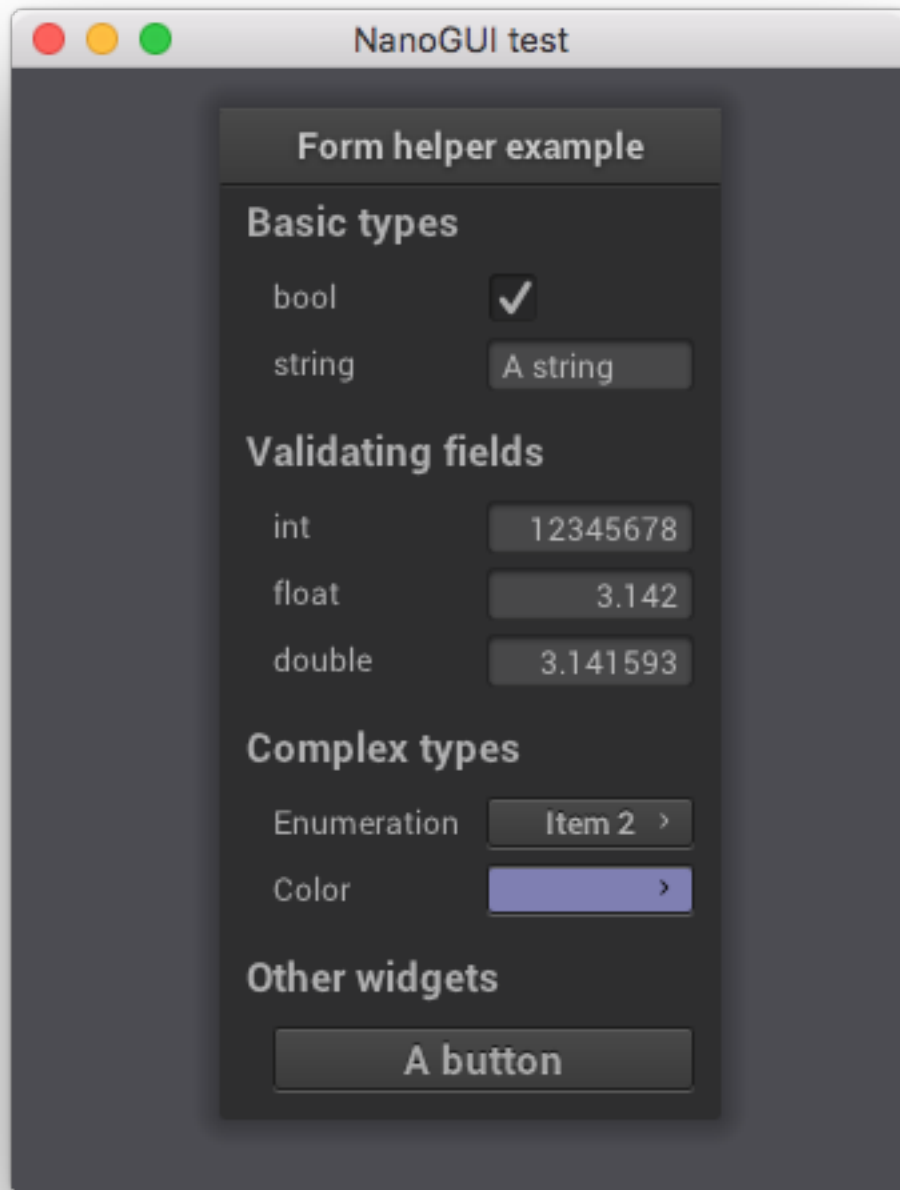 NanoGUI test
Form helper example
Basic types
bool
string A string
Validating fields
int 12345678
float 3.142
double 3.141593
Complex types
Enumeration Item 2
Color
Other widgets
A button